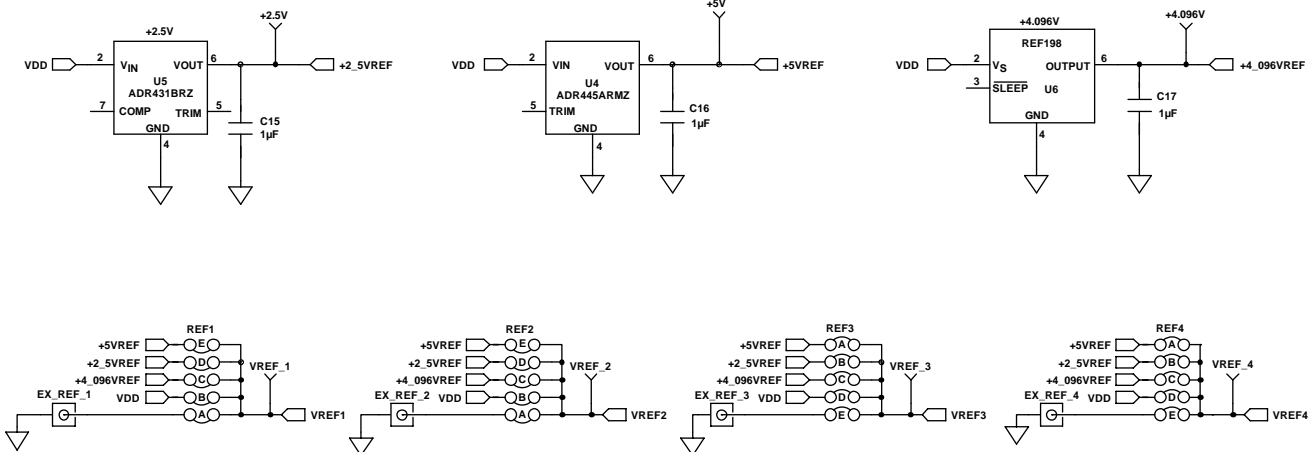 +2.5V
+2.5V
VDD
2
VIN
VOUT
6
+2_5VREF
U5
ADR431BRZ
7
COMP
TRIM
5
GND
4
C15
1µF
+5V
VDD
2
VIN
VOUT
6
+5VREF
U4
ADR445ARMZ
5
TRIM
GND
4
C16
1µF
+4.096V
+4.096V
REF198
VDD
2
VS
OUTPUT
6
+4_096VREF
3
SLEEP
U6
GND
4
C17
1µF
REF1
+5VREF
E
+2_5VREF
D
VREF_1
+4_096VREF
C
EX_REF_1
VDD
B
A
VREF1
REF2
+5VREF
E
+2_5VREF
D
VREF_2
+4_096VREF
C
EX_REF_2
VDD
B
A
VREF2
REF3
+5VREF
A
+2_5VREF
B
VREF_3
+4_096VREF
C
EX_REF_3
VDD
D
E
VREF3
REF4
+5VREF
A
+2_5VREF
B
VREF_4
+4_096VREF
C
EX_REF_4
VDD
D
E
VREF4